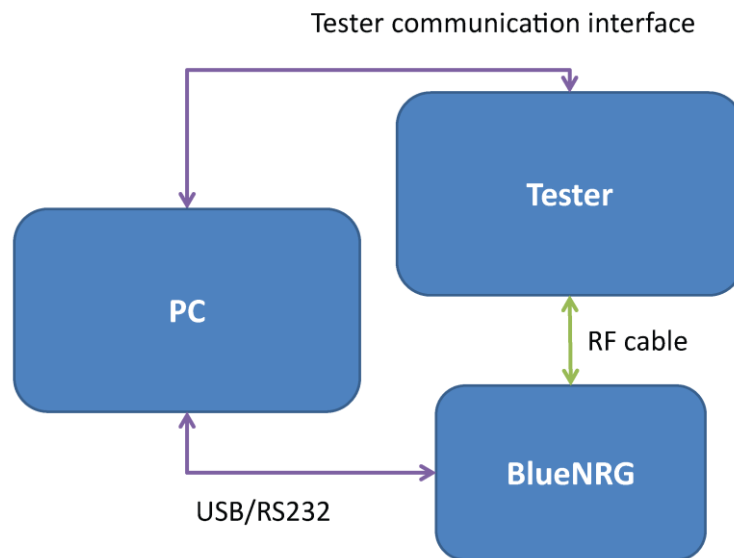 Tester communication interface
Tester
PC
RF cable
BlueNRG
USB/RS232